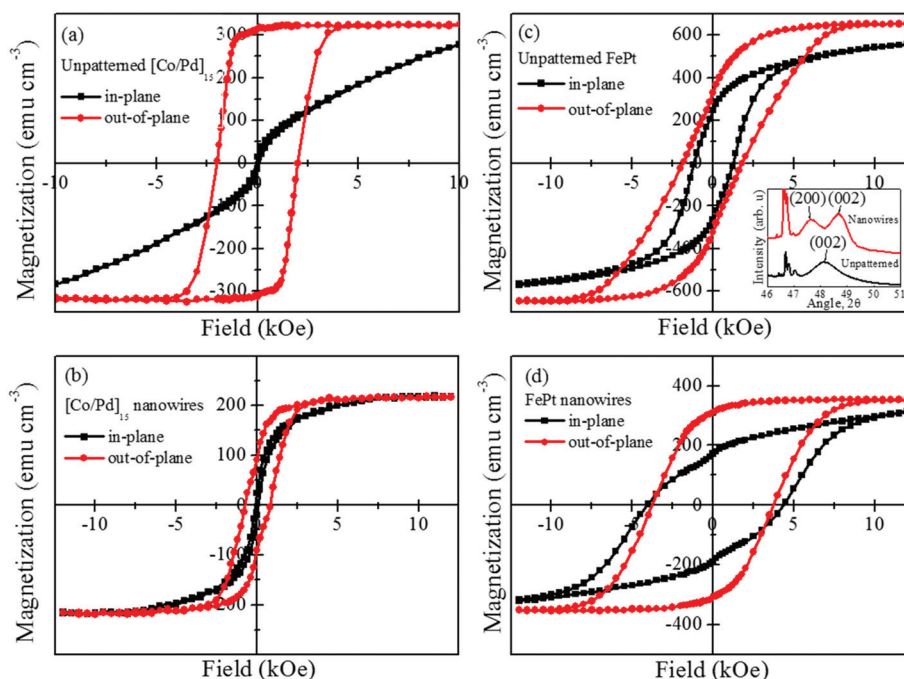 (a)
Unpatterned [Co/Pd]15
in-plane
out-of-plane
Magnetization (emu cm-3)
300
200
100
0
-100
-200
-300
-10
-5
0
5
10
Field (kOe)
(c)
Unpatterned FePt
in-plane
out-of-plane
Magnetization (emu cm-3)
600
400
200
0
-200
-400
-600
-10
-5
0
5
10
Field (kOe)
(200)
(002)
Nanowires
(002)
Unpatterned
Intensity (arb. u)
46 47 48 49 50 51
Angle, 2θ
(b)
[Co/Pd]15 nanowires
in-plane
out-of-plane
Magnetization (emu cm-3)
200
100
0
-100
-200
-10
-5
0
5
10
Field (kOe)
(d)
FePt nanowires
in-plane
out-of-plane
Magnetization (emu cm-3)
400
200
0
-200
-400
-10
-5
0
5
10
Field (kOe)